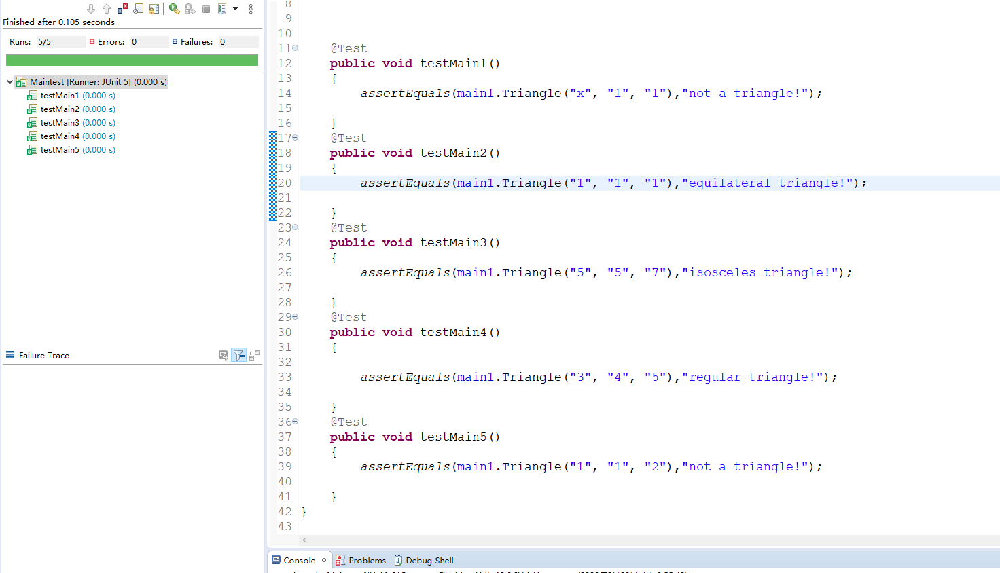 Finished after 0.105 seconds
Runs: 5/5 Errors: 0 Failures: 0
Maintest [Runner: JUnit 5] (0.000 s)
testMain1 (0.000 s)
testMain2 (0.000 s)
testMain3 (0.000 s)
testMain4 (0.000 s)
testMain5 (0.000 s)
Failure Trace
8
9
10
11 @Test
12 public void testMain1()
13 {
14 assertEquals(main1.Triangle("x", "1", "1"),"not a triangle!");
15
16 }
17 @Test
18 public void testMain2()
19 {
20 assertEquals(main1.Triangle("1", "1", "1"),"equilateral triangle!");
21
22 }
23 @Test
24 public void testMain3()
25 {
26 assertEquals(main1.Triangle("5", "5", "7"),"isosceles triangle!");
27
28 }
29 @Test
30 public void testMain4()
31 {
32
33 assertEquals(main1.Triangle("3", "4", "5"),"regular triangle!");
34
35 }
36 @Test
37 public void testMain5()
38 {
39 assertEquals(main1.Triangle("1", "1", "2"),"not a triangle!");
40
41 }
42 }
43
Console Problems Debug Shell